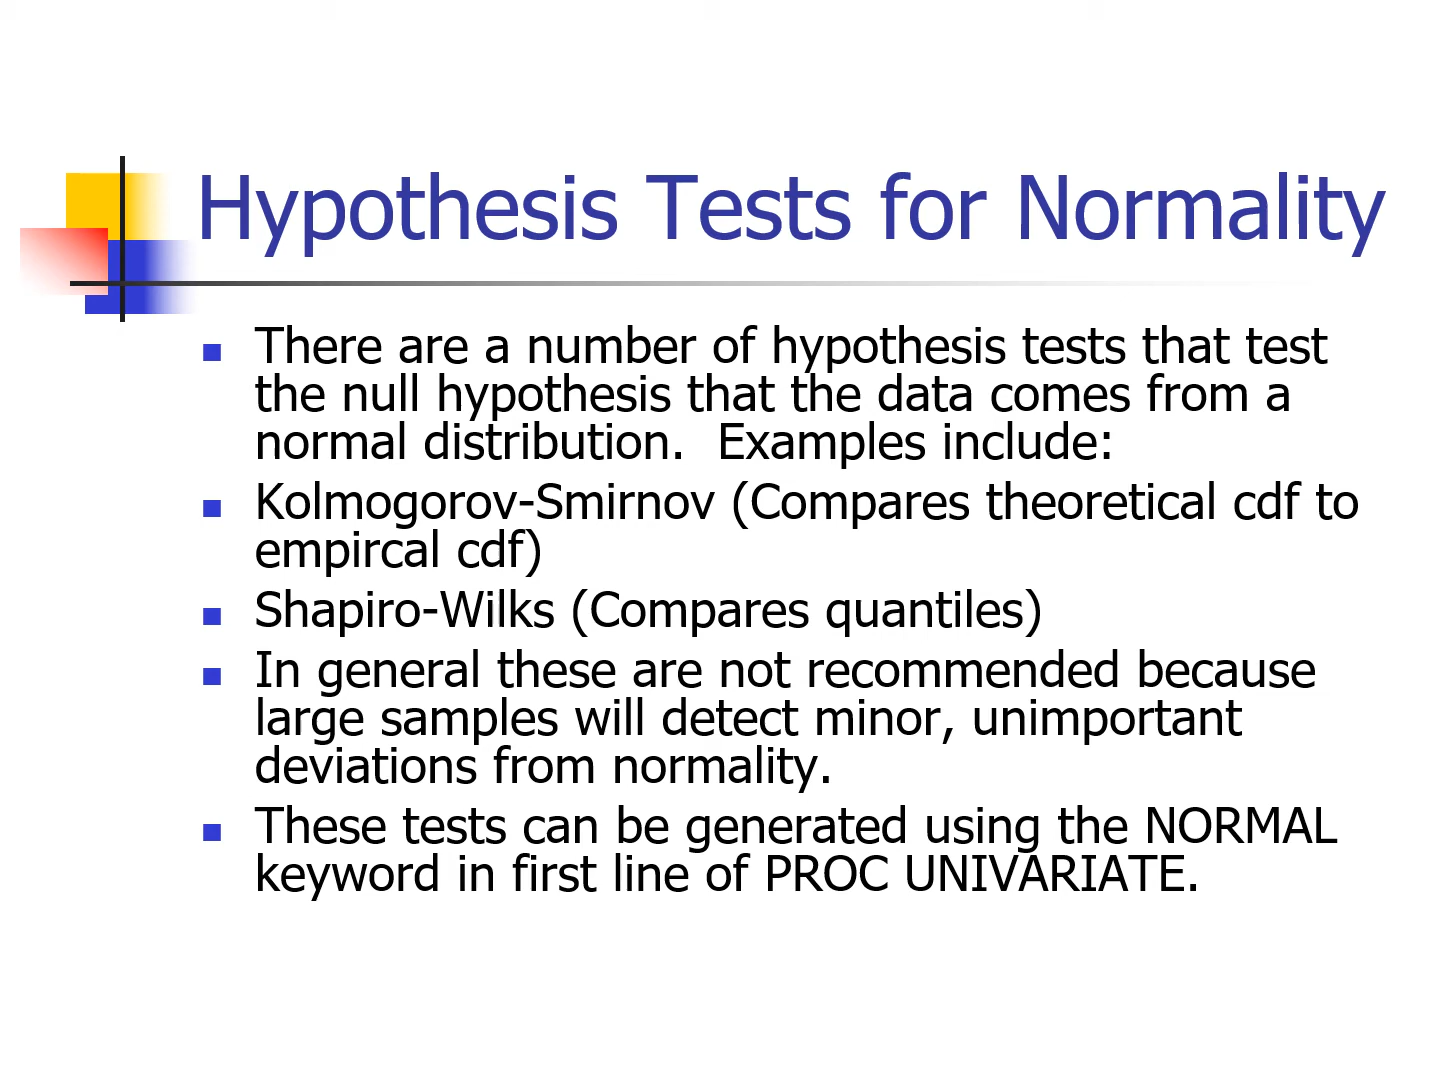 Hypothesis Tests for Normality
There are a number of hypothesis tests that test
the null hypothesis that the data comes from a
normal distribution.  Examples include:
Kolmogorov-Smirnov (Compares theoretical cdf to
empircal cdf)
Shapiro-Wilks (Compares quantiles)
In general these are not recommended because
large samples will detect minor, unimportant
deviations from normality.
These tests can be generated using the NORMAL
keyword in first line of PROC UNIVARIATE.